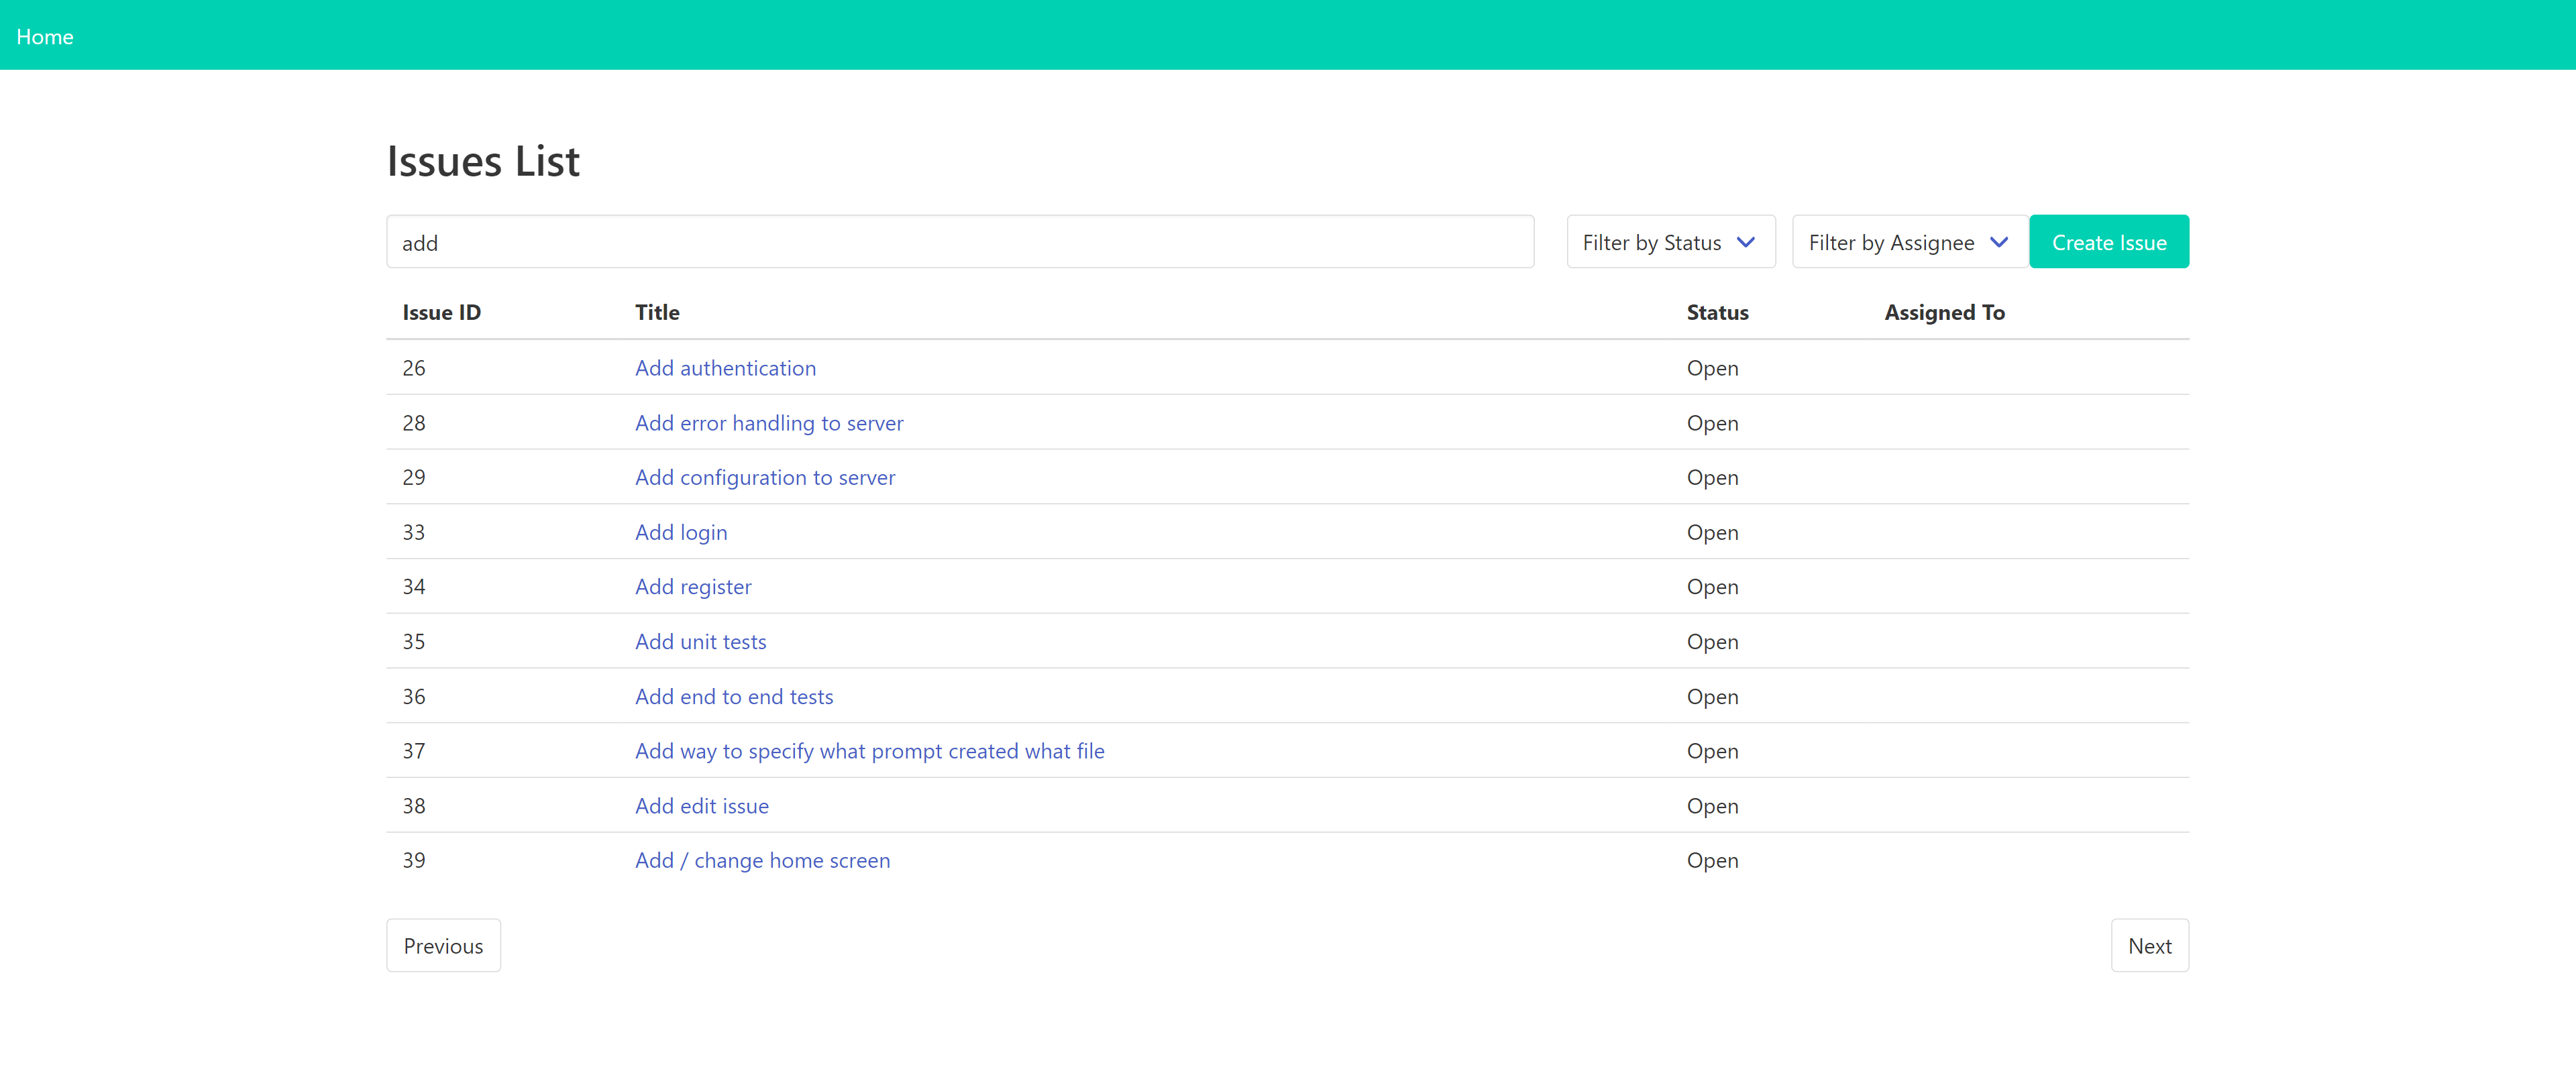 Home
Issues List
add Filter by Status Filter by Assignee Create Issue
Issue ID Title Status Assigned To
26 Add authentication Open
28 Add error handling to server Open
29 Add configuration to server Open
33 Add login Open
34 Add register Open
35 Add unit tests Open
36 Add end to end tests Open
37 Add way to specify what prompt created what file Open
38 Add edit issue Open
39 Add / change home screen Open
Previous Next